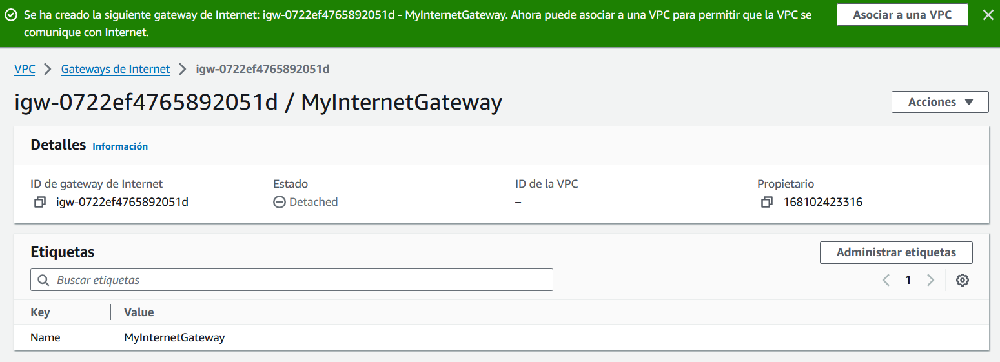 Se ha creado la siguiente gateway de Internet: igw-0722ef4765892051d - MyInternetGateway. Ahora puede asociar a una VPC para permitir que la VPC se
comunique con Internet.
Asociar a una VPC
VPC > Gateways de Internet > igw-0722ef4765892051d
igw-0722ef4765892051d / MyInternetGateway
Acciones
Detalles Información
ID de gateway de Internet
igw-0722ef4765892051d
Estado
Detached
ID de la VPC
–
Propietario
168102423316
Etiquetas
Administrar etiquetas
Buscar etiquetas
1
Key Value
Name MyInternetGateway